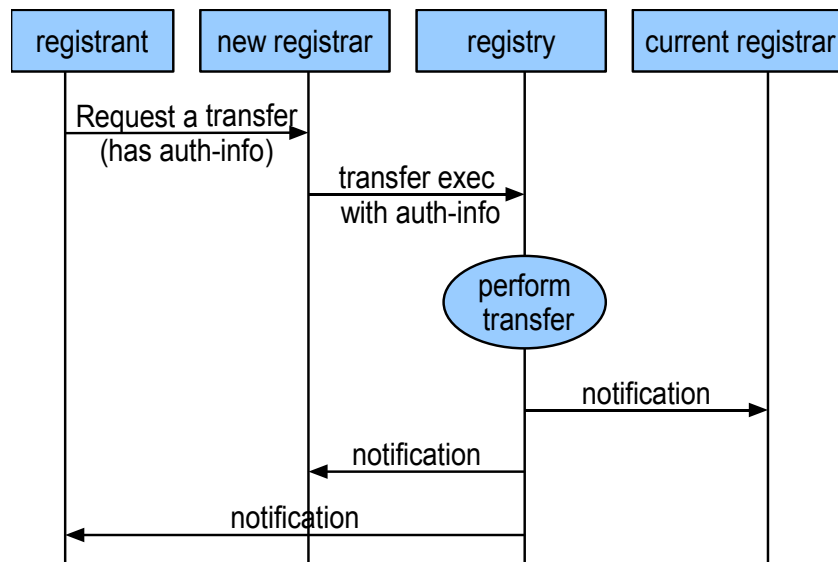 registrant
new registrar
registry
current registrar
Request a transfer
(has auth-info)
transfer exec
with auth-info
perform
transfer
notification
notification
notification